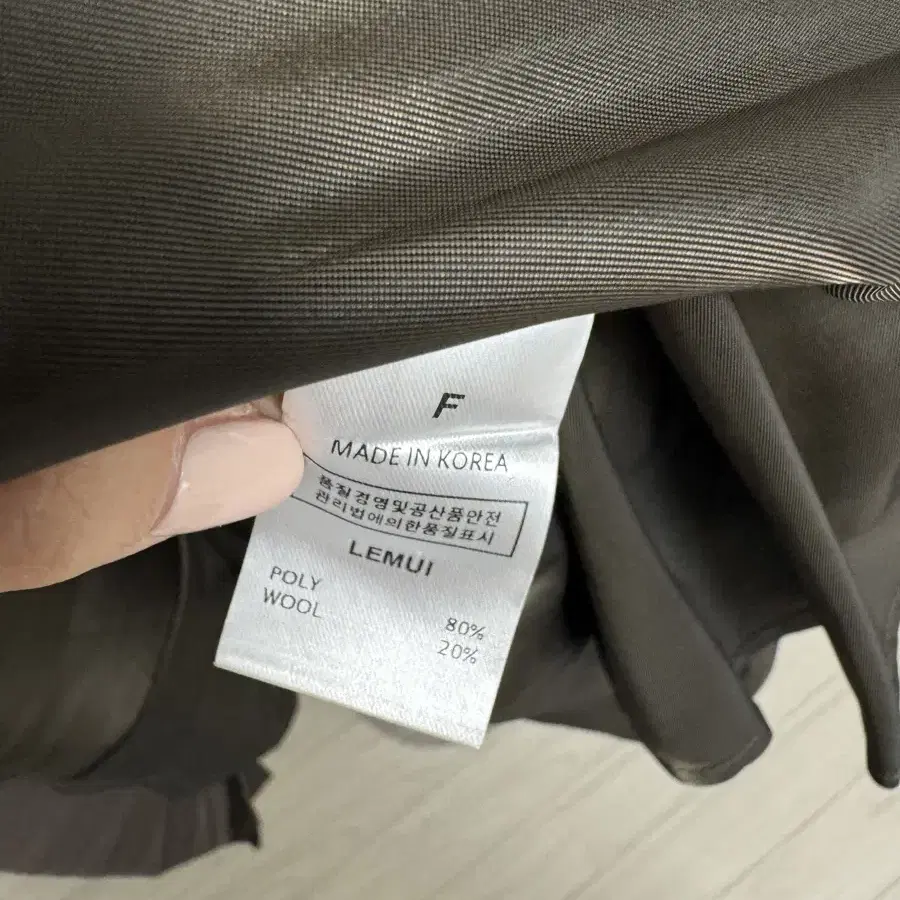 F
MADE IN KOREA
품질경영및공산품안전
관리법에의한품질표시
LEMUI
POLY 80%
WOOL 20%